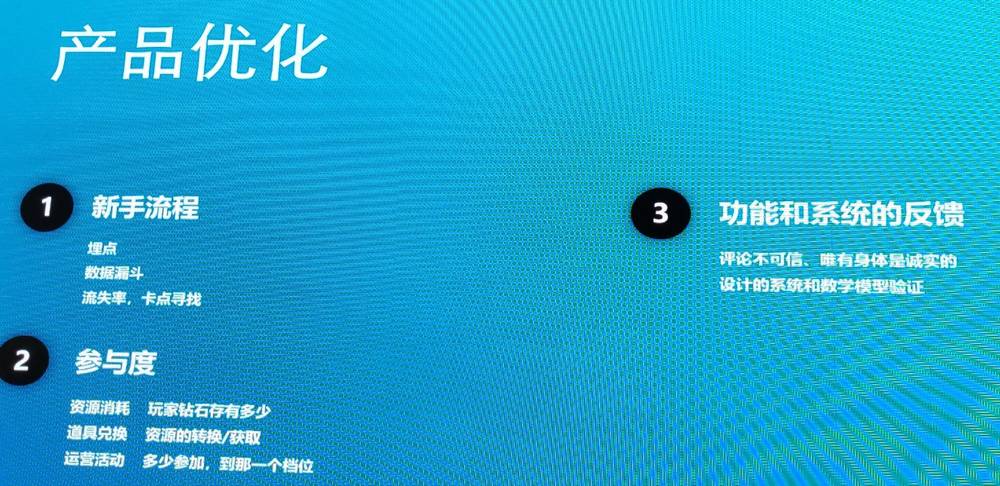 产品优化
1 新手流程
埋点
数据漏斗
流失率，卡点寻找
2 参与度
资源消耗 玩家钻石存有多少
道具兑换 资源的转换/获取
运营活动 多少参加，到那一个档位
3 功能和系统的反馈
评论不可信、唯有身体是诚实的
设计的系统和数学模型验证